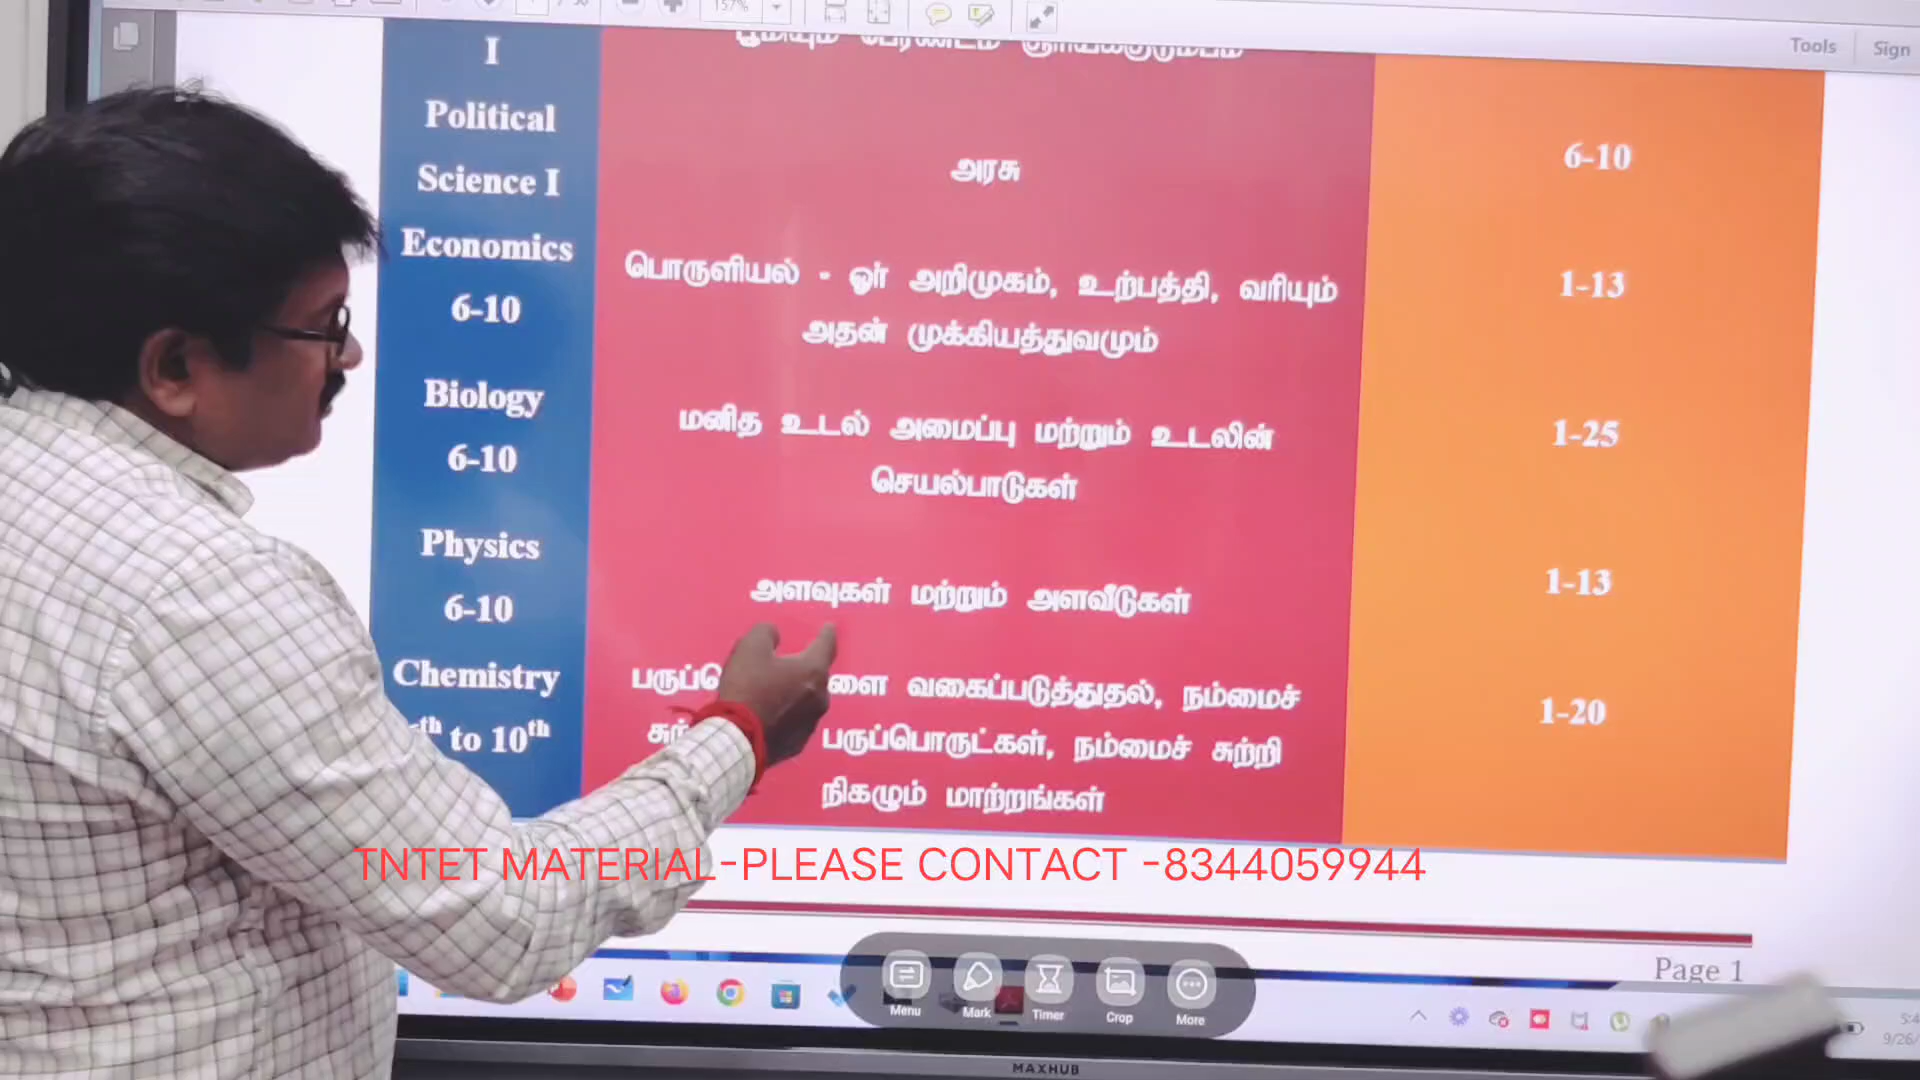 157%
Tools
Sign
I
Political
Science I
அரசு
6-10
Economics
6-10
பொருளியல் - ஓர் அறிமுகம், உற்பத்தி, வரியும்
அதன் முக்கியத்துவமும்
1-13
Biology
6-10
மனித உடல் அமைப்பு மற்றும் உடலின்
செயல்பாடுகள்
1-25
Physics
6-10
அளவுகள் மற்றும் அளவீடுகள்
1-13
Chemistry
th to 10th
வகைப்படுத்துதல், நம்மைச்
பருப்பொருட்கள், நம்மைச் சுற்றி
நிகழும் மாற்றங்கள்
1-20
TNTET MATERIAL-PLEASE CONTACT -8344059944
Page 1
Menu
Mark
Timer
Crop
More
MAXHUB